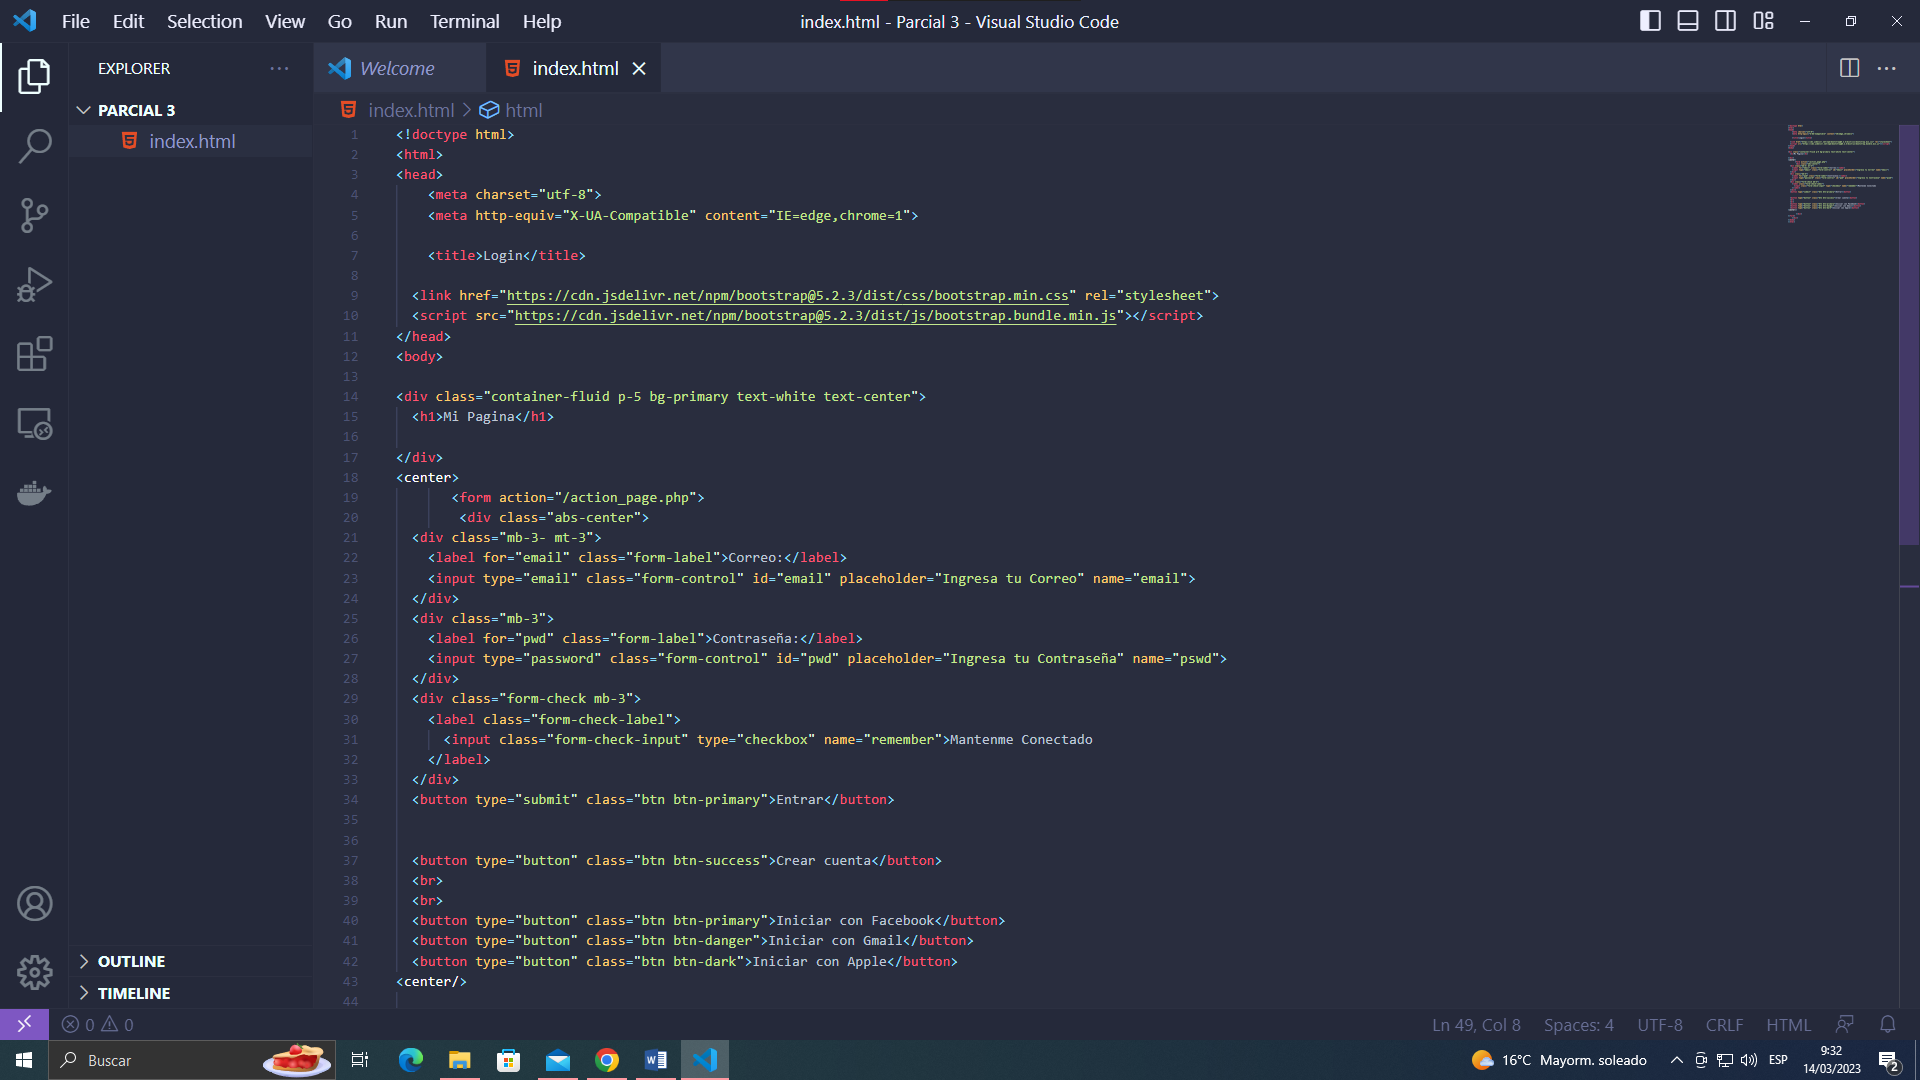 File Edit Selection View Go Run Terminal Help
index.html - Parcial 3 - Visual Studio Code
EXPLORER
Welcome
index.html
PARCIAL 3
index.html
index.html > html
1 <!doctype html>
2 <html>
3 <head>
4 <meta charset="utf-8">
5 <meta http-equiv="X-UA-Compatible" content="IE=edge,chrome=1">
6
7 <title>Login</title>
8
9 <link href="https://cdn.jsdelivr.net/npm/bootstrap@5.2.3/dist/css/bootstrap.min.css" rel="stylesheet">
10 <script src="https://cdn.jsdelivr.net/npm/bootstrap@5.2.3/dist/js/bootstrap.bundle.min.js"></script>
11 </head>
12 <body>
13
14 <div class="container-fluid p-5 bg-primary text-white text-center">
15 <h1>Mi Pagina</h1>
16
17 </div>
18 <center>
19 <form action="/action_page.php">
20 <div class="abs-center">
21 <div class="mb-3- mt-3">
22 <label for="email" class="form-label">Correo:</label>
23 <input type="email" class="form-control" id="email" placeholder="Ingresa tu Correo" name="email">
24 </div>
25 <div class="mb-3">
26 <label for="pwd" class="form-label">Contraseña:</label>
27 <input type="password" class="form-control" id="pwd" placeholder="Ingresa tu Contraseña" name="pswd">
28 </div>
29 <div class="form-check mb-3">
30 <label class="form-check-label">
31 <input class="form-check-input" type="checkbox" name="remember">Mantenme Conectado
32 </label>
33 </div>
34 <button type="submit" class="btn btn-primary">Entrar</button>
35
36
37 <button type="button" class="btn btn-success">Crear cuenta</button>
38 <br>
39 <br>
40 <button type="button" class="btn btn-primary">Iniciar con Facebook</button>
41 <button type="button" class="btn btn-danger">Iniciar con Gmail</button>
42 <button type="button" class="btn btn-dark">Iniciar con Apple</button>
43 <center/>
44
OUTLINE
TIMELINE
0 0
Ln 49, Col 8 Spaces: 4 UTF-8 CRLF HTML
Buscar
16°C Mayorm. soleado
ESP
9:32
14/03/2023
2